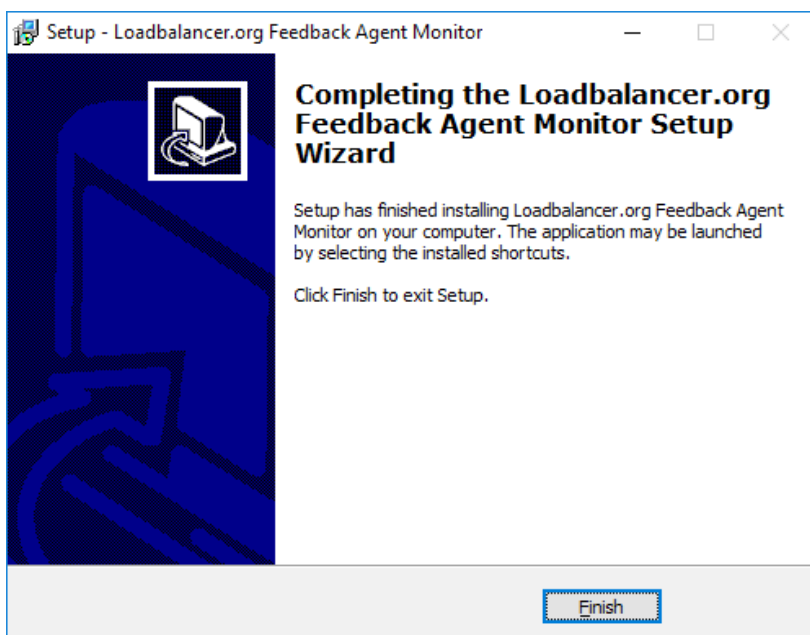 Setup - Loadbalancer.org Feedback Agent Monitor
Completing the Loadbalancer.org
Feedback Agent Monitor Setup
Wizard
Setup has finished installing Loadbalancer.org Feedback Agent
Monitor on your computer. The application may be launched
by selecting the installed shortcuts.
Click Finish to exit Setup.
Finish